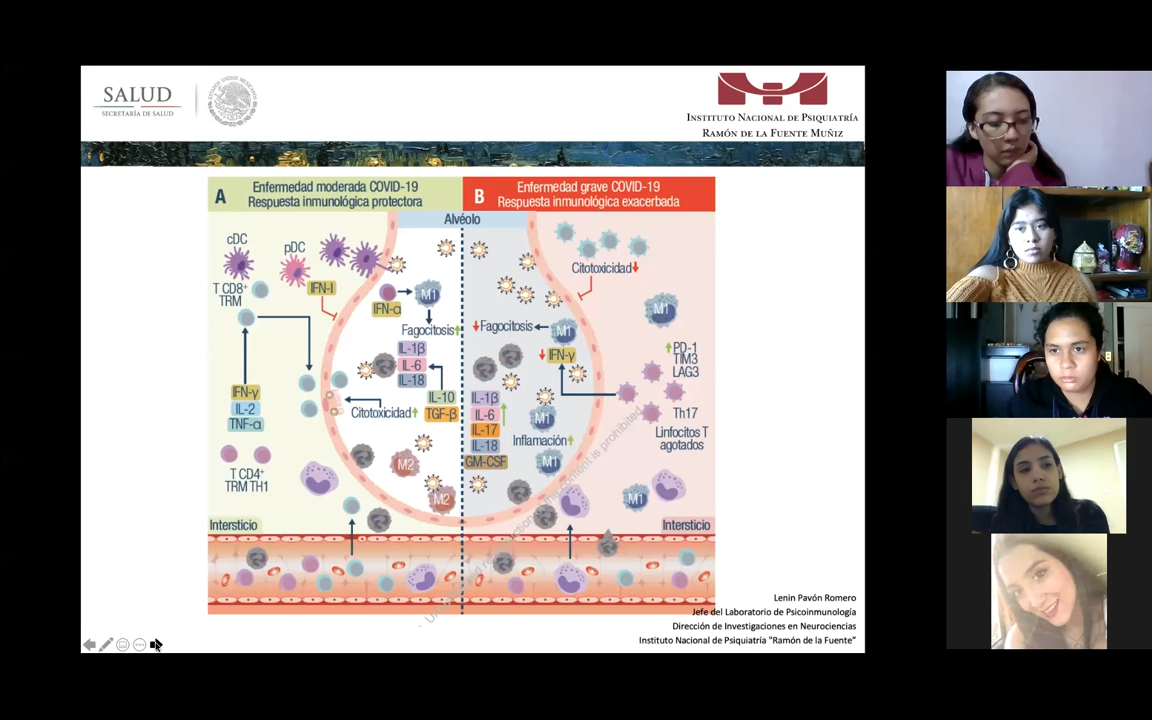 SALUD
SECRETARÍA DE SALUD
INSTITUTO NACIONAL DE PSIQUIATRÍA
RAMÓN DE LA FUENTE MUÑIZ
A
Enfermedad moderada COVID-19
Respuesta inmunológica protectora
B
Enfermedad grave COVID-19
Respuesta inmunológica exacerbada
Alvéolo
cDC
pDC
T CD8+
TRM
IFN-I
IFN-α
M1
Fagocitosis
IL-1β
IL-6
IL-18
IL-10
TGF-β
Citotoxicidad
IFN-γ
IL-2
TNF-α
T CD4+
TRM TH1
M2
M2
Intersticio
Citotoxicidad
M1
Fagocitosis
M1
IFN-γ
PD-1
TIM3
LAG3
Th17
Linfocitos T
agotados
IL-1β
IL-6
IL-17
IL-18
GM-CSF
M1
Inflamación
M1
M1
Intersticio
content is prohibited
Lenin Pavón Romero
Jefe del Laboratorio de Psicoinmunología
Dirección de Investigaciones en Neurociencias
Instituto Nacional de Psiquiatría "Ramón de la Fuente"